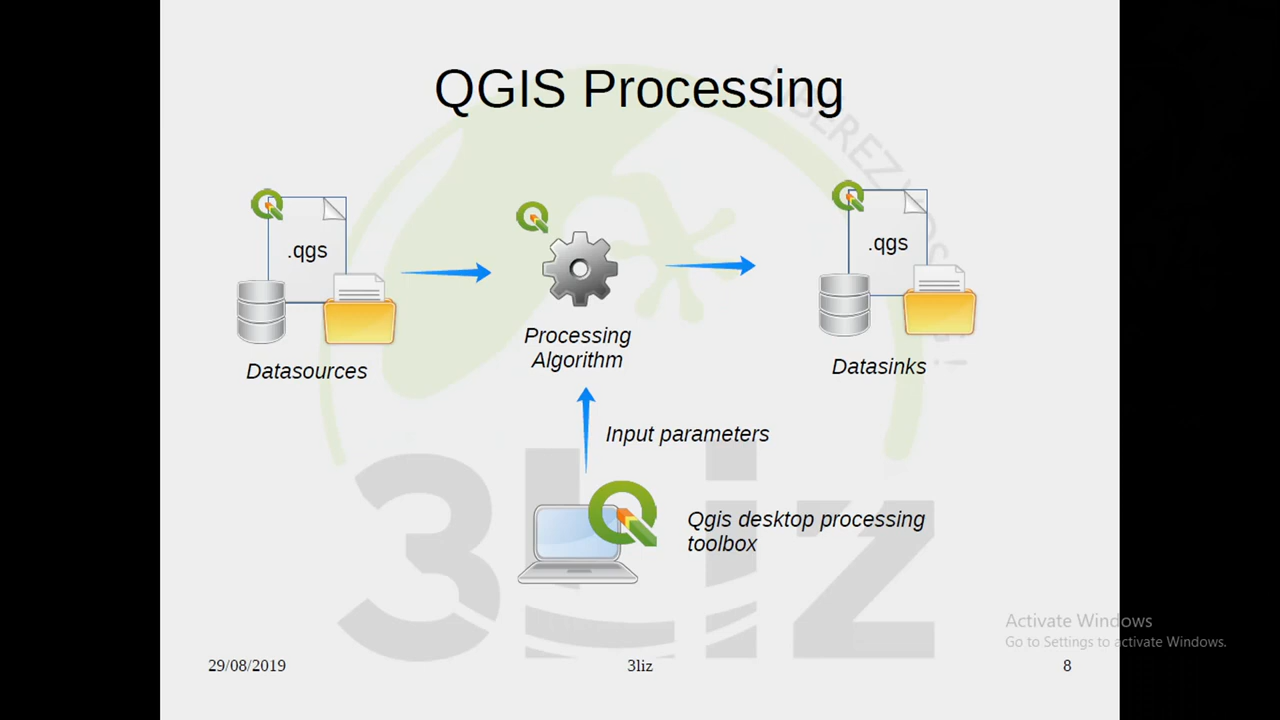 QGIS Processing
.qgs
.qgs
Datasources
Processing
Algorithm
Datasinks
Input parameters
Qgis desktop processing
toolbox
3Liz
Activate Windows
Go to Settings to activate Windows.
29/08/2019
3liz
8